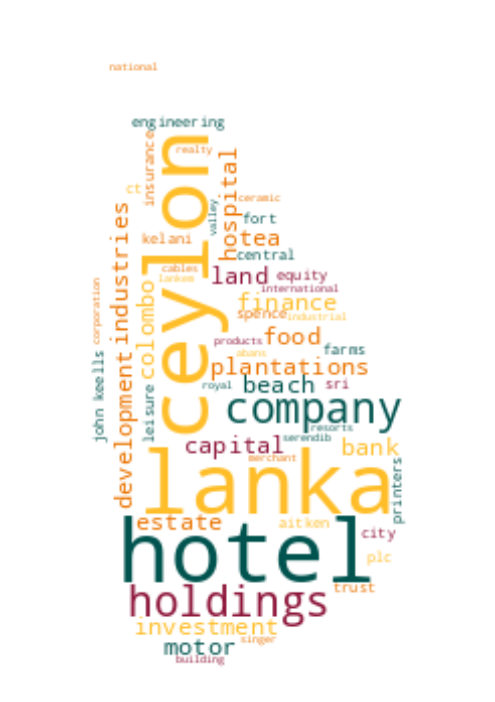 national
engineering
insurance
realty
ceylon
hospital
ct
ceramic
valley
fort
industries
kelani
tea
central
cables
lankem
land
equity
international
corporation
colombo
finance
spence
industrial
products
food
abans
farms
john keells
development
leisure
plantations
royal
beach
sri
company
resorts
serendib
capital
bank
merchant
lanka
printers
estate
aitken
hotel
city
plc
trust
holdings
investment
singer
motor
building